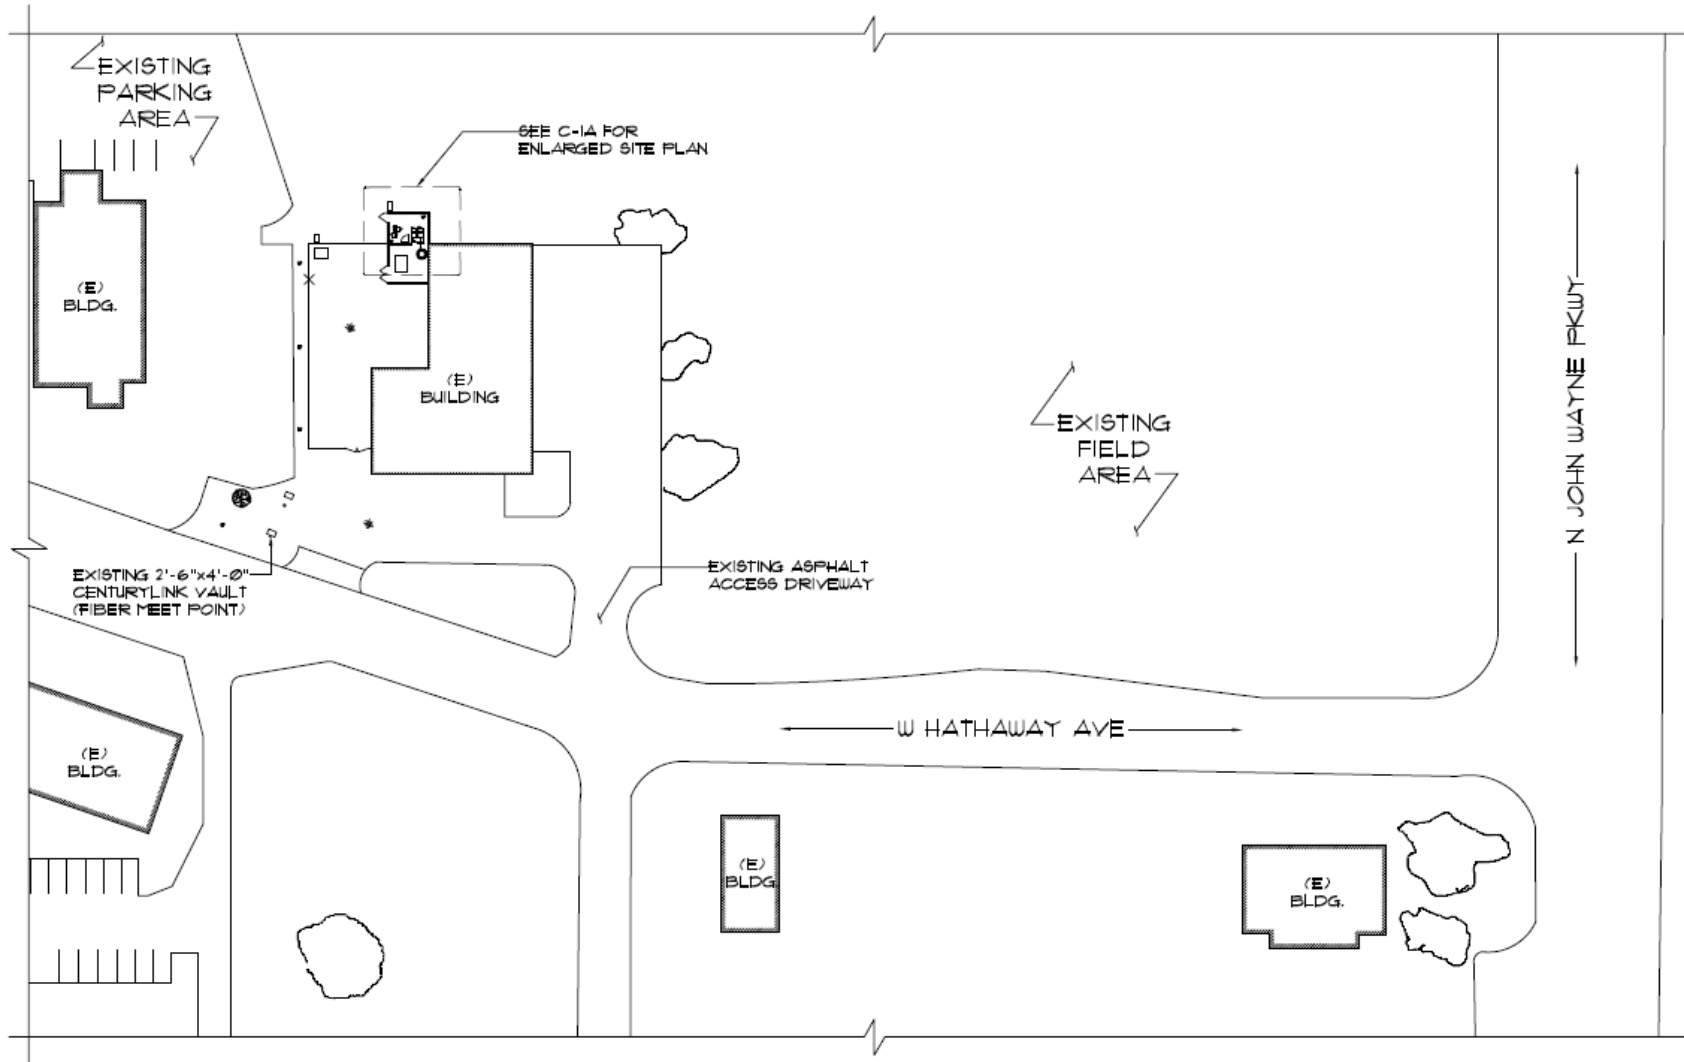 EXISTING
PARKING
AREA
SEE C-1A FOR
ENLARGED SITE PLAN
(E)
BLDG.
(E)
BUILDING
EXISTING
FIELD
AREA
N JOHN WAYNE PKWY
EXISTING 2'-6"x4'-0"
CENTURYLINK VAULT
(FIBER MEET POINT)
EXISTING ASPHALT
ACCESS DRIVEWAY
W HATHAWAY AVE
(E)
BLDG.
(E)
BLDG
(E)
BLDG.